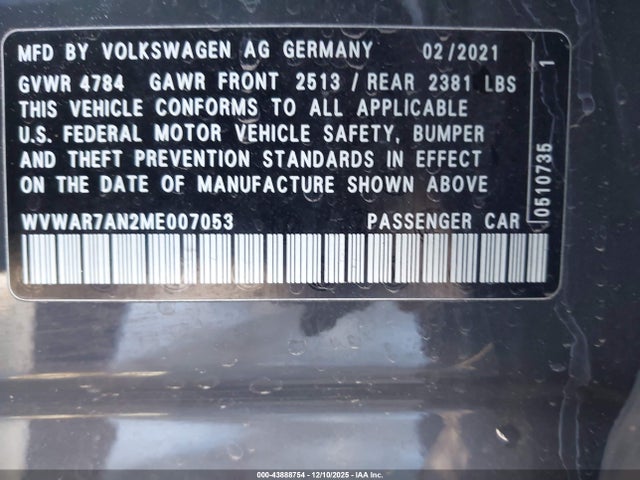 MFD BY VOLKSWAGEN AG GERMANY 02/2021
GVWR 4784 GAWR FRONT 2513 / REAR 2381 LBS
THIS VEHICLE CONFORMS TO ALL APPLICABLE
U.S. FEDERAL MOTOR VEHICLE SAFETY, BUMPER
AND THEFT PREVENTION STANDARDS IN EFFECT
ON THE DATE OF MANUFACTURE SHOWN ABOVE
WVWAR7AN2ME007053 PASSENGER CAR
10510735 1
000-43888754 - 12/10/2025 - IAA Inc.